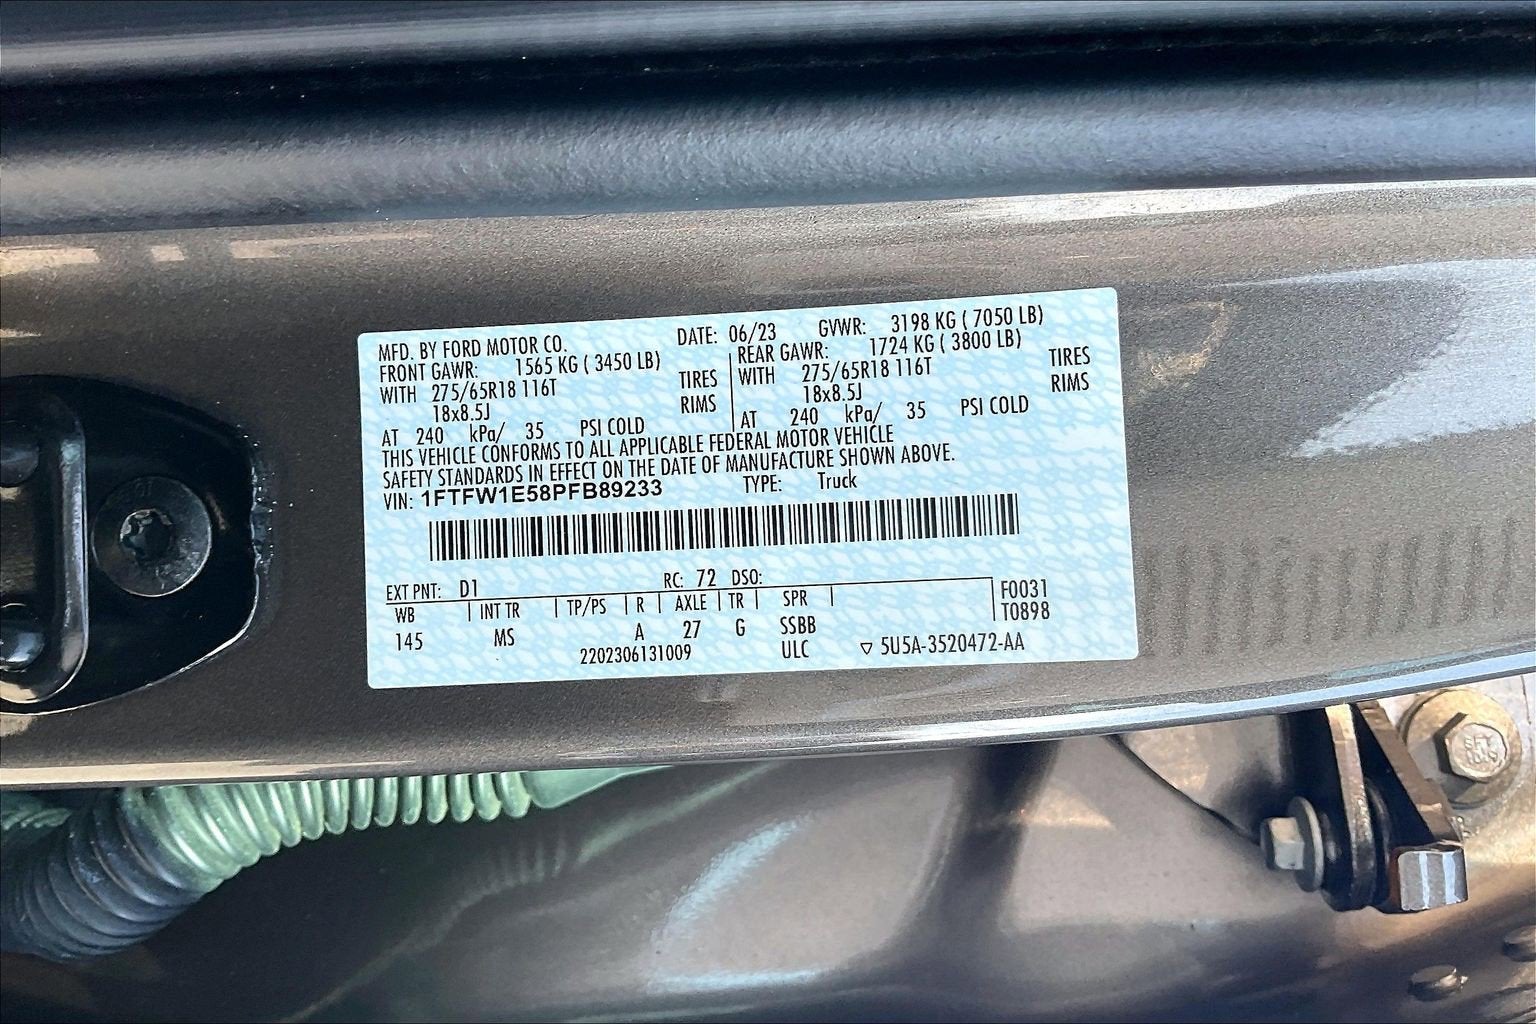 MFD. BY FORD MOTOR CO. DATE: 06/23 GVWR: 3198 KG ( 7050 LB)
FRONT GAWR: 1565 KG ( 3450 LB) REAR GAWR: 1724 KG ( 3800 LB)
WITH 275/65R18 116T TIRES WITH 275/65R18 116T TIRES
18x8.5J RIMS 18x8.5J RIMS
AT 240 kPa/ 35 PSI COLD AT 240 kPa/ 35 PSI COLD
THIS VEHICLE CONFORMS TO ALL APPLICABLE FEDERAL MOTOR VEHICLE
SAFETY STANDARDS IN EFFECT ON THE DATE OF MANUFACTURE SHOWN ABOVE.
VIN: 1FTFW1E58PFB89233 TYPE: Truck
EXT PNT: D1 RC: 72 DSO:
WB INT TR TP/PS R AXLE TR SPR F0031
145 MS A 27 G SSBB T0898
2202306131009 ULC ▽ 5U5A-3520472-AA